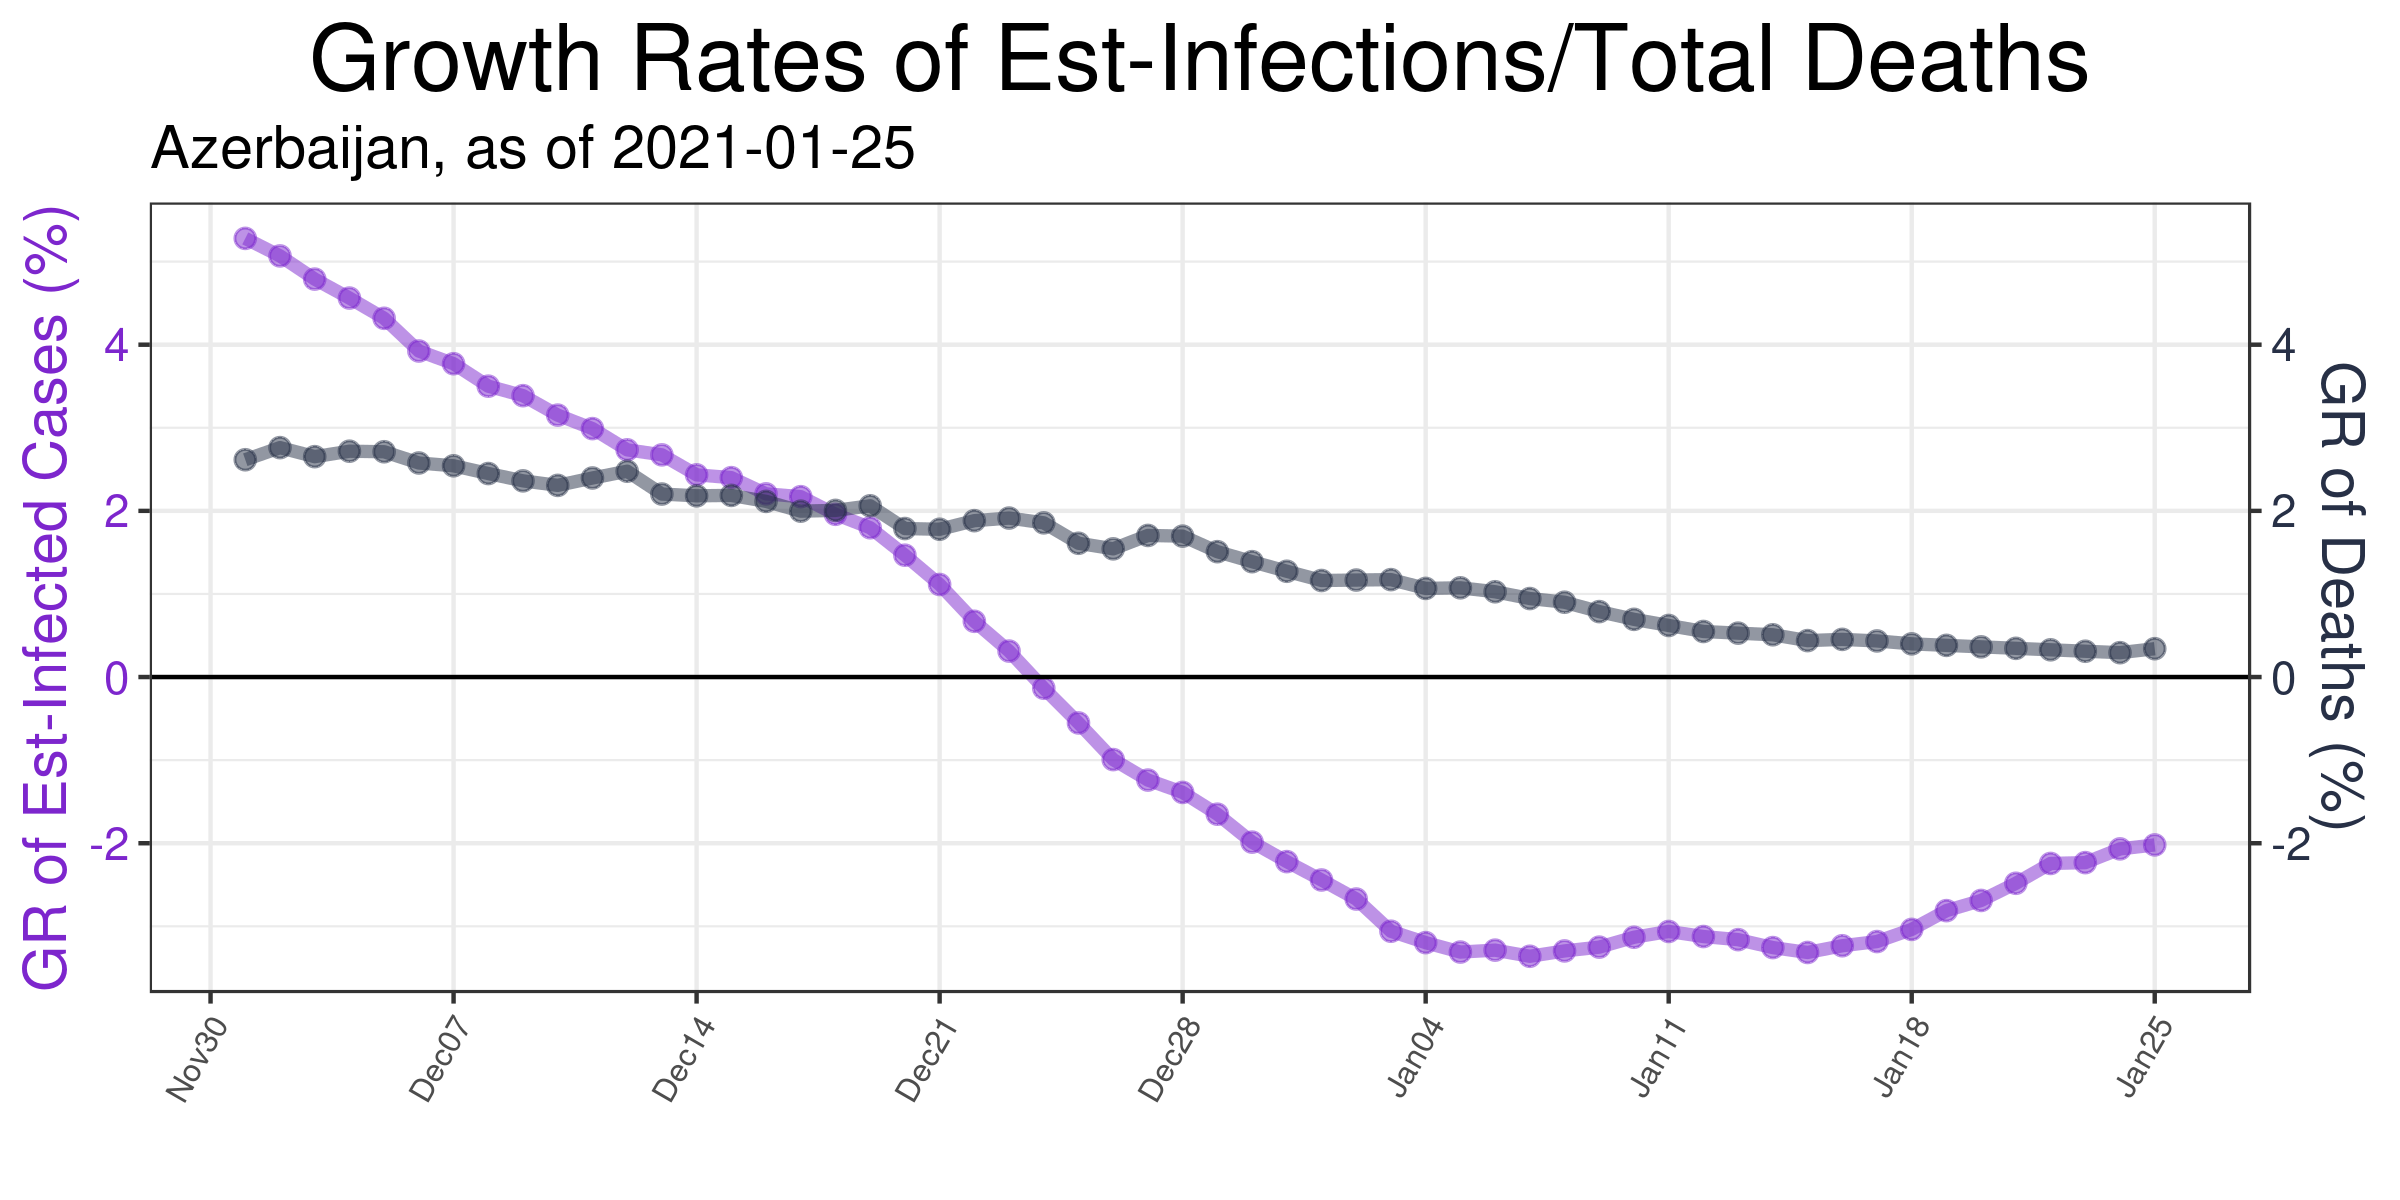 Growth Rates of Est-Infections/Total Deaths
Azerbaijan, as of 2021-01-25
GR of Est-Infected Cases (%)
4
2
0
-2
4
2
0
-2
GR of Deaths (%)
Nov30
Dec07
Dec14
Dec21
Dec28
Jan04
Jan11
Jan18
Jan25